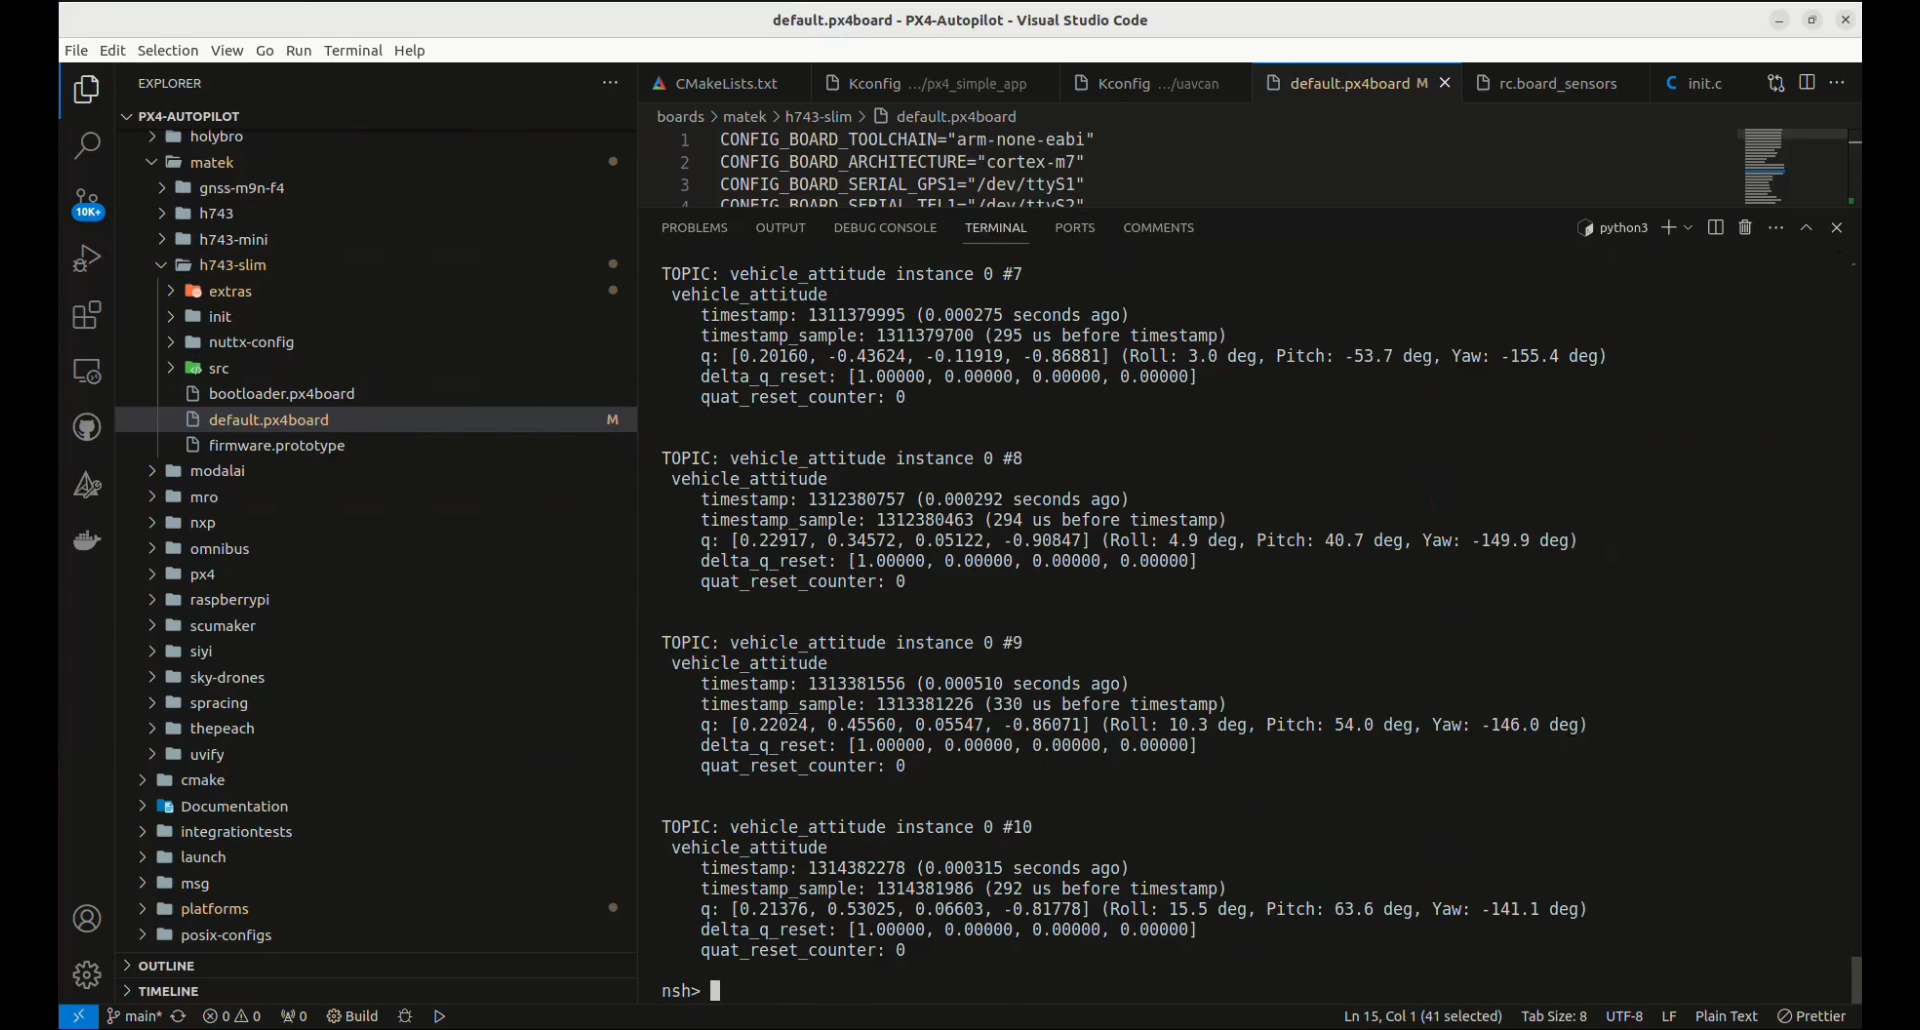 default.px4board - PX4-Autopilot - Visual Studio Code
File Edit Selection View Go Run Terminal Help
EXPLORER
PX4-AUTOPILOT
holybro
matek
gnss-m9n-f4
h743
h743-mini
h743-slim
extras
init
nuttx-config
src
bootloader.px4board
default.px4board M
firmware.prototype
modalai
mro
nxp
omnibus
px4
raspberrypi
scumaker
siyi
sky-drones
spracing
thepeach
uvify
cmake
Documentation
integrationtests
launch
msg
platforms
posix-configs
OUTLINE
TIMELINE
10K+
CMakeLists.txt Kconfig .../px4_simple_app Kconfig .../uavcan default.px4board M rc.board_sensors C init.c
boards > matek > h743-slim > default.px4board
1 CONFIG_BOARD_TOOLCHAIN="arm-none-eabi"
2 CONFIG_BOARD_ARCHITECTURE="cortex-m7"
3 CONFIG_BOARD_SERIAL_GPS1="/dev/ttyS1"
4 CONFIG_BOARD_SERIAL_TEL1="/dev/ttyS2"
PROBLEMS OUTPUT DEBUG CONSOLE TERMINAL PORTS COMMENTS python3
TOPIC: vehicle_attitude instance 0 #7
vehicle_attitude
timestamp: 1311379995 (0.000275 seconds ago)
timestamp_sample: 1311379700 (295 us before timestamp)
q: [0.20160, -0.43624, -0.11919, -0.86881] (Roll: 3.0 deg, Pitch: -53.7 deg, Yaw: -155.4 deg)
delta_q_reset: [1.00000, 0.00000, 0.00000, 0.00000]
quat_reset_counter: 0
TOPIC: vehicle_attitude instance 0 #8
vehicle_attitude
timestamp: 1312380757 (0.000292 seconds ago)
timestamp_sample: 1312380463 (294 us before timestamp)
q: [0.22917, 0.34572, 0.05122, -0.90847] (Roll: 4.9 deg, Pitch: 40.7 deg, Yaw: -149.9 deg)
delta_q_reset: [1.00000, 0.00000, 0.00000, 0.00000]
quat_reset_counter: 0
TOPIC: vehicle_attitude instance 0 #9
vehicle_attitude
timestamp: 1313381556 (0.000510 seconds ago)
timestamp_sample: 1313381226 (330 us before timestamp)
q: [0.22024, 0.45560, 0.05547, -0.86071] (Roll: 10.3 deg, Pitch: 54.0 deg, Yaw: -146.0 deg)
delta_q_reset: [1.00000, 0.00000, 0.00000, 0.00000]
quat_reset_counter: 0
TOPIC: vehicle_attitude instance 0 #10
vehicle_attitude
timestamp: 1314382278 (0.000315 seconds ago)
timestamp_sample: 1314381986 (292 us before timestamp)
q: [0.21376, 0.53025, 0.06603, -0.81778] (Roll: 15.5 deg, Pitch: 63.6 deg, Yaw: -141.1 deg)
delta_q_reset: [1.00000, 0.00000, 0.00000, 0.00000]
quat_reset_counter: 0
nsh>
main* 0 0 0 Build Ln 15, Col 1 (41 selected) Tab Size: 8 UTF-8 LF Plain Text Prettier